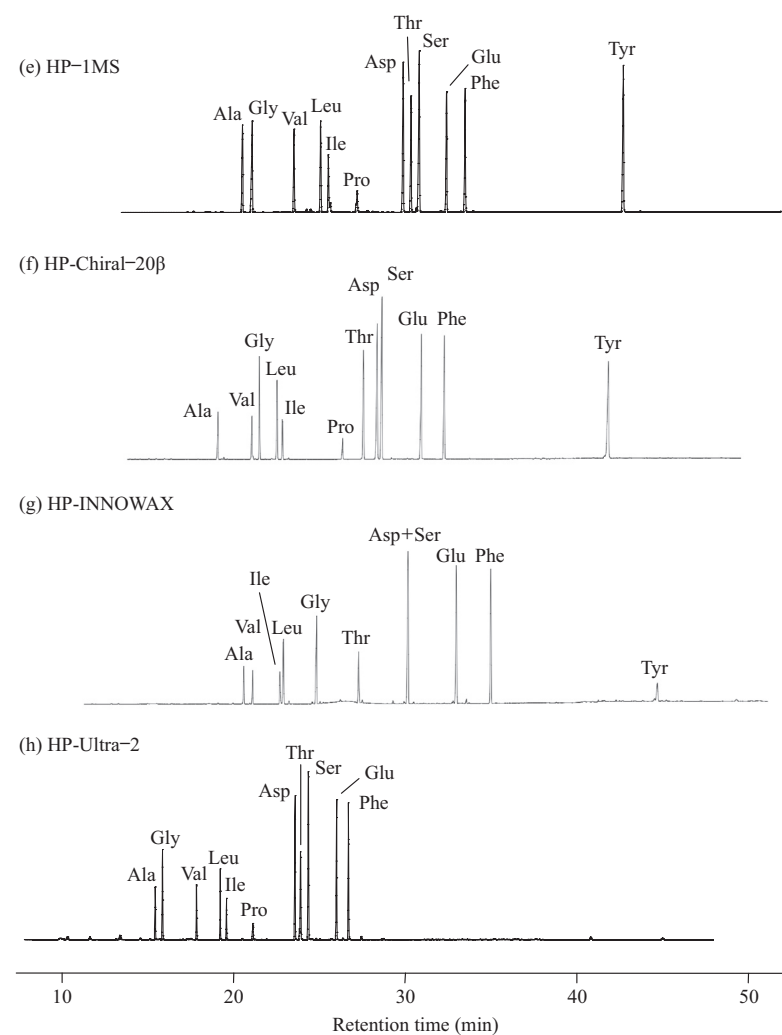 (e) HP−1MS
Ala
Gly
Val
Leu
Ile
Pro
Asp
Thr
Ser
Glu
Phe
Tyr
(f) HP-Chiral−20β
Ala
Val
Gly
Leu
Ile
Pro
Thr
Asp
Ser
Glu
Phe
Tyr
(g) HP-INNOWAX
Ala
Val
Ile
Leu
Gly
Thr
Asp+Ser
Glu
Phe
Tyr
(h) HP-Ultra−2
Ala
Gly
Val
Leu
Ile
Pro
Asp
Thr
Ser
Glu
Phe
10 20 30 40 50
Retention time (min)